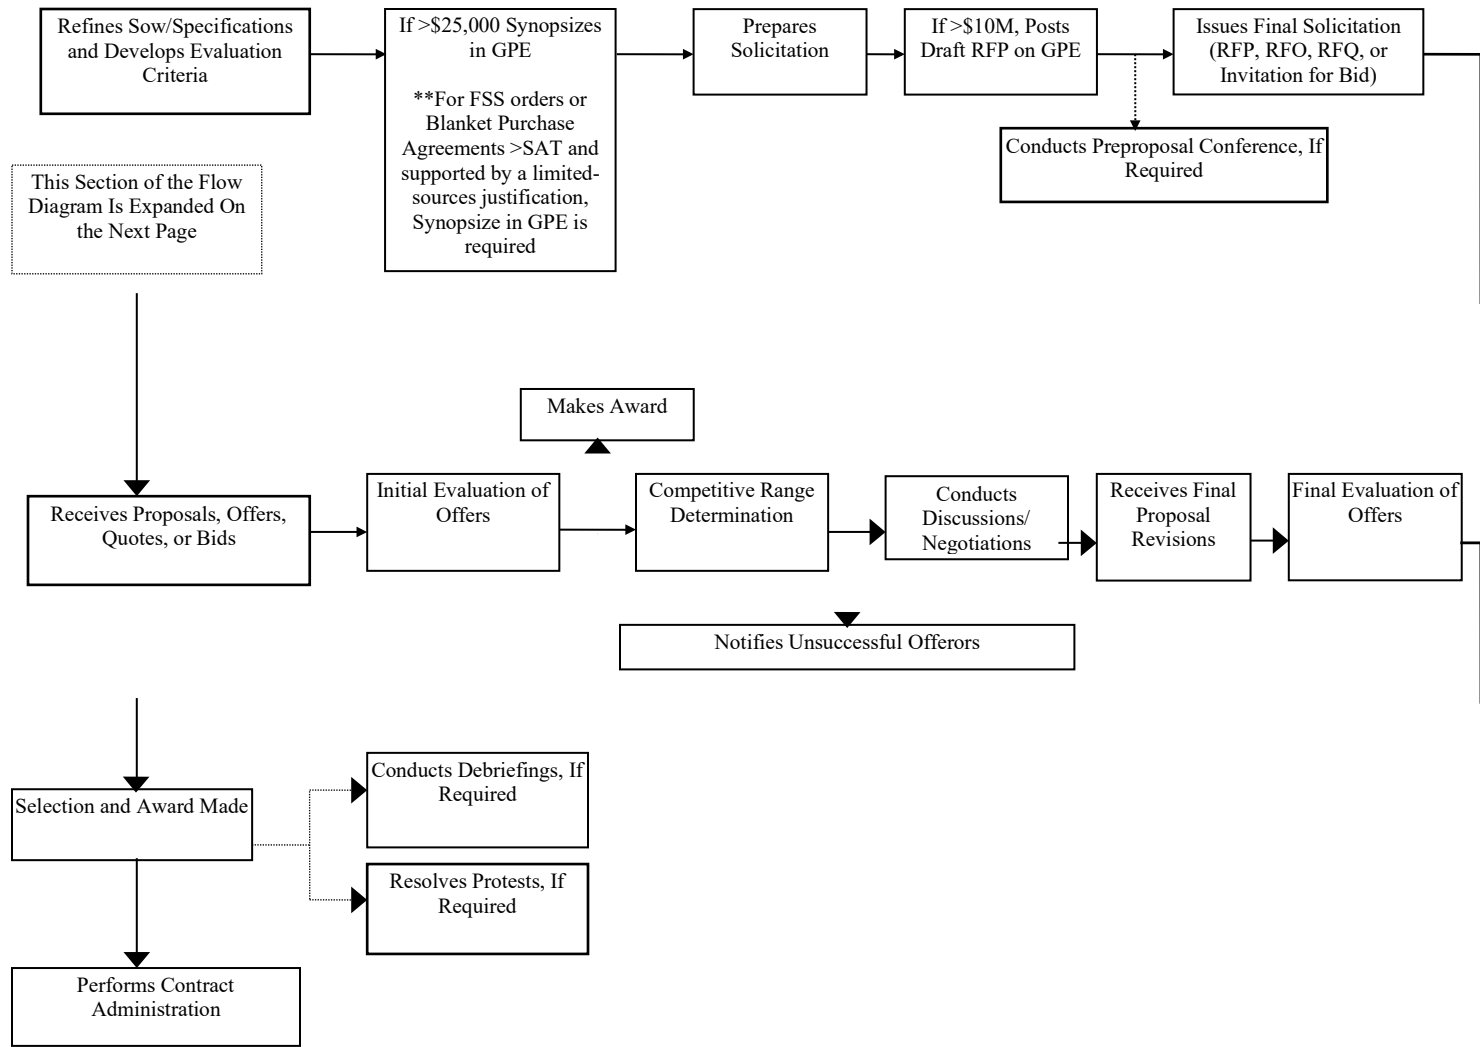 Refines Sow/Specifications
and Develops Evaluation
Criteria
If >$25,000 Synopsizes
in GPE
**For FSS orders or
Blanket Purchase
Agreements >SAT and
supported by a limited-
sources justification,
Synopsize in GPE is
required
Prepares
Solicitation
If >$10M, Posts
Draft RFP on GPE
Issues Final Solicitation
(RFP, RFO, RFQ, or
Invitation for Bid)
Conducts Preproposal Conference, If
Required
This Section of the Flow
Diagram Is Expanded On
the Next Page
Makes Award
Receives Proposals, Offers,
Quotes, or Bids
Initial Evaluation of
Offers
Competitive Range
Determination
Conducts
Discussions/
Negotiations
Receives Final
Proposal
Revisions
Final Evaluation of
Offers
Notifies Unsuccessful Offerors
Selection and Award Made
Conducts Debriefings, If
Required
Resolves Protests, If
Required
Performs Contract
Administration